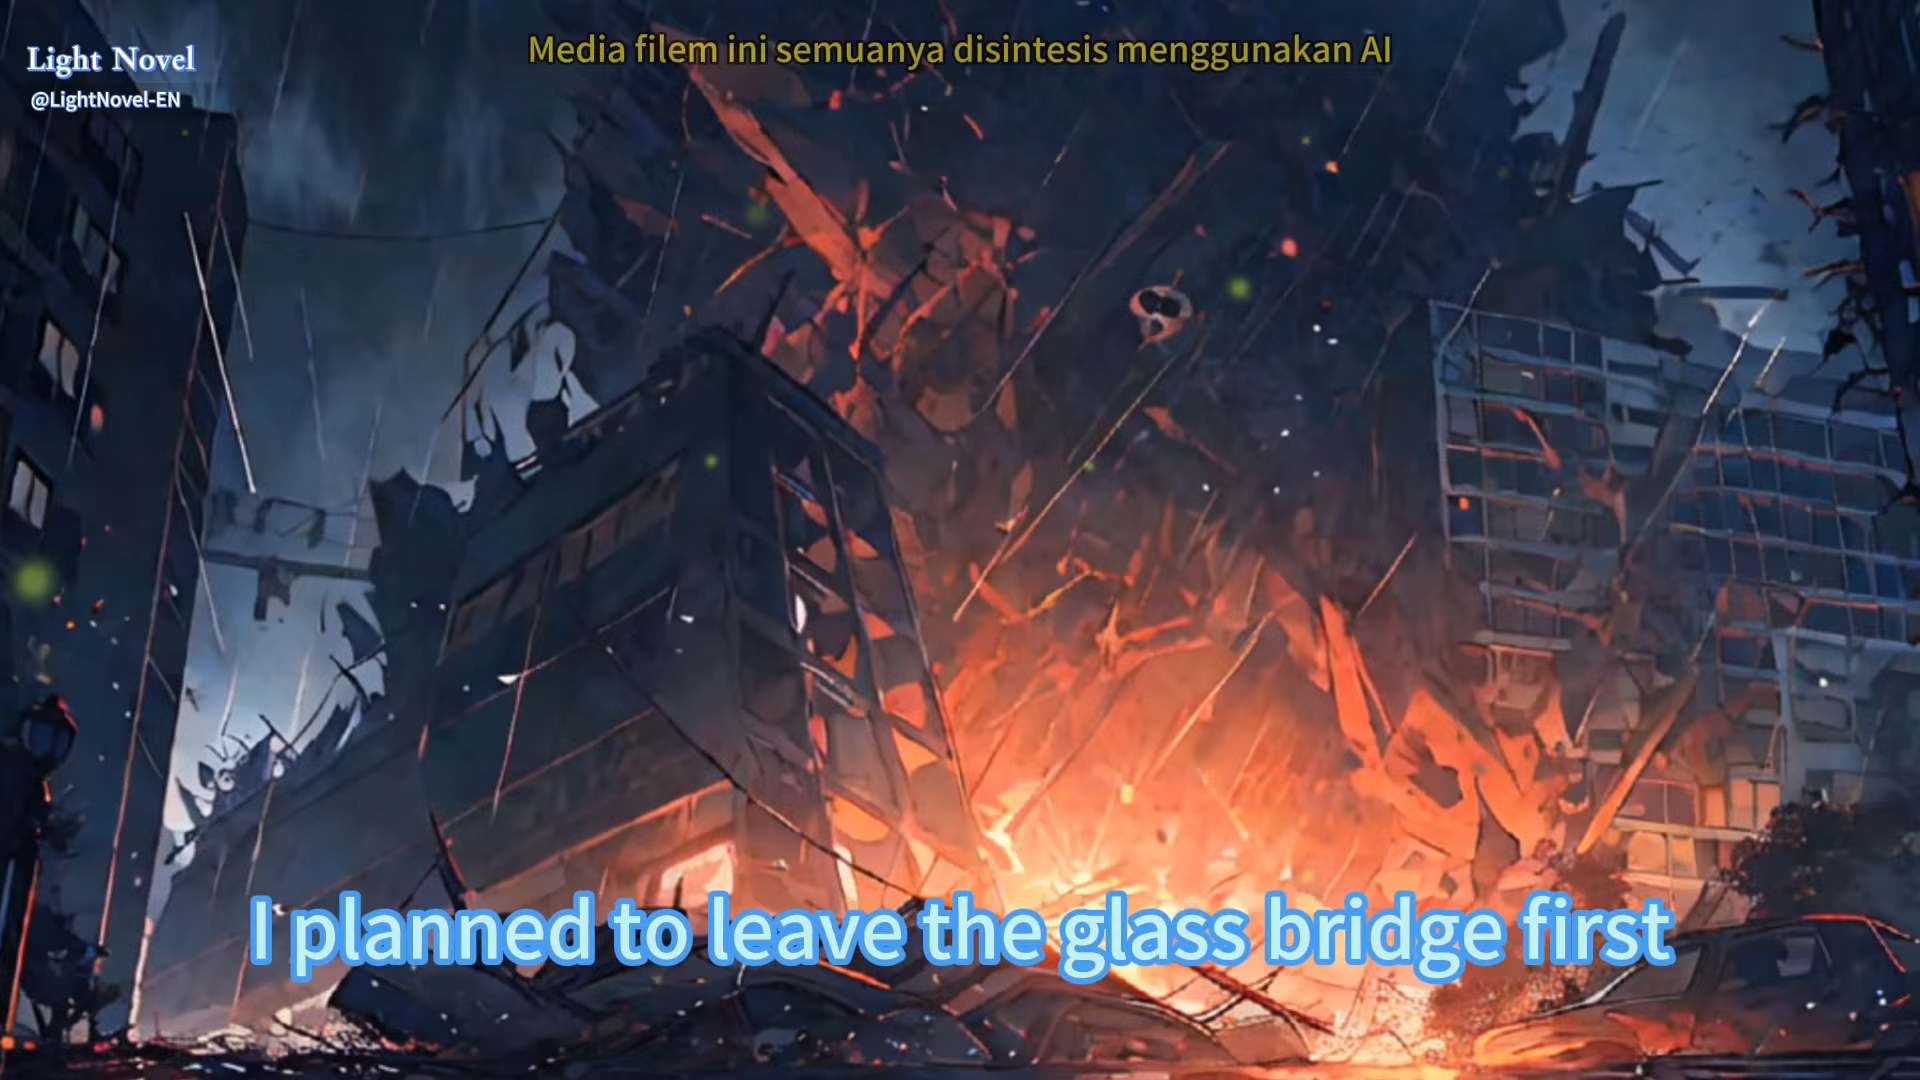 Light Novel
@LightNovel-EN
Media filem ini semuanya disintesis menggunakan AI
I planned to leave the glass bridge first